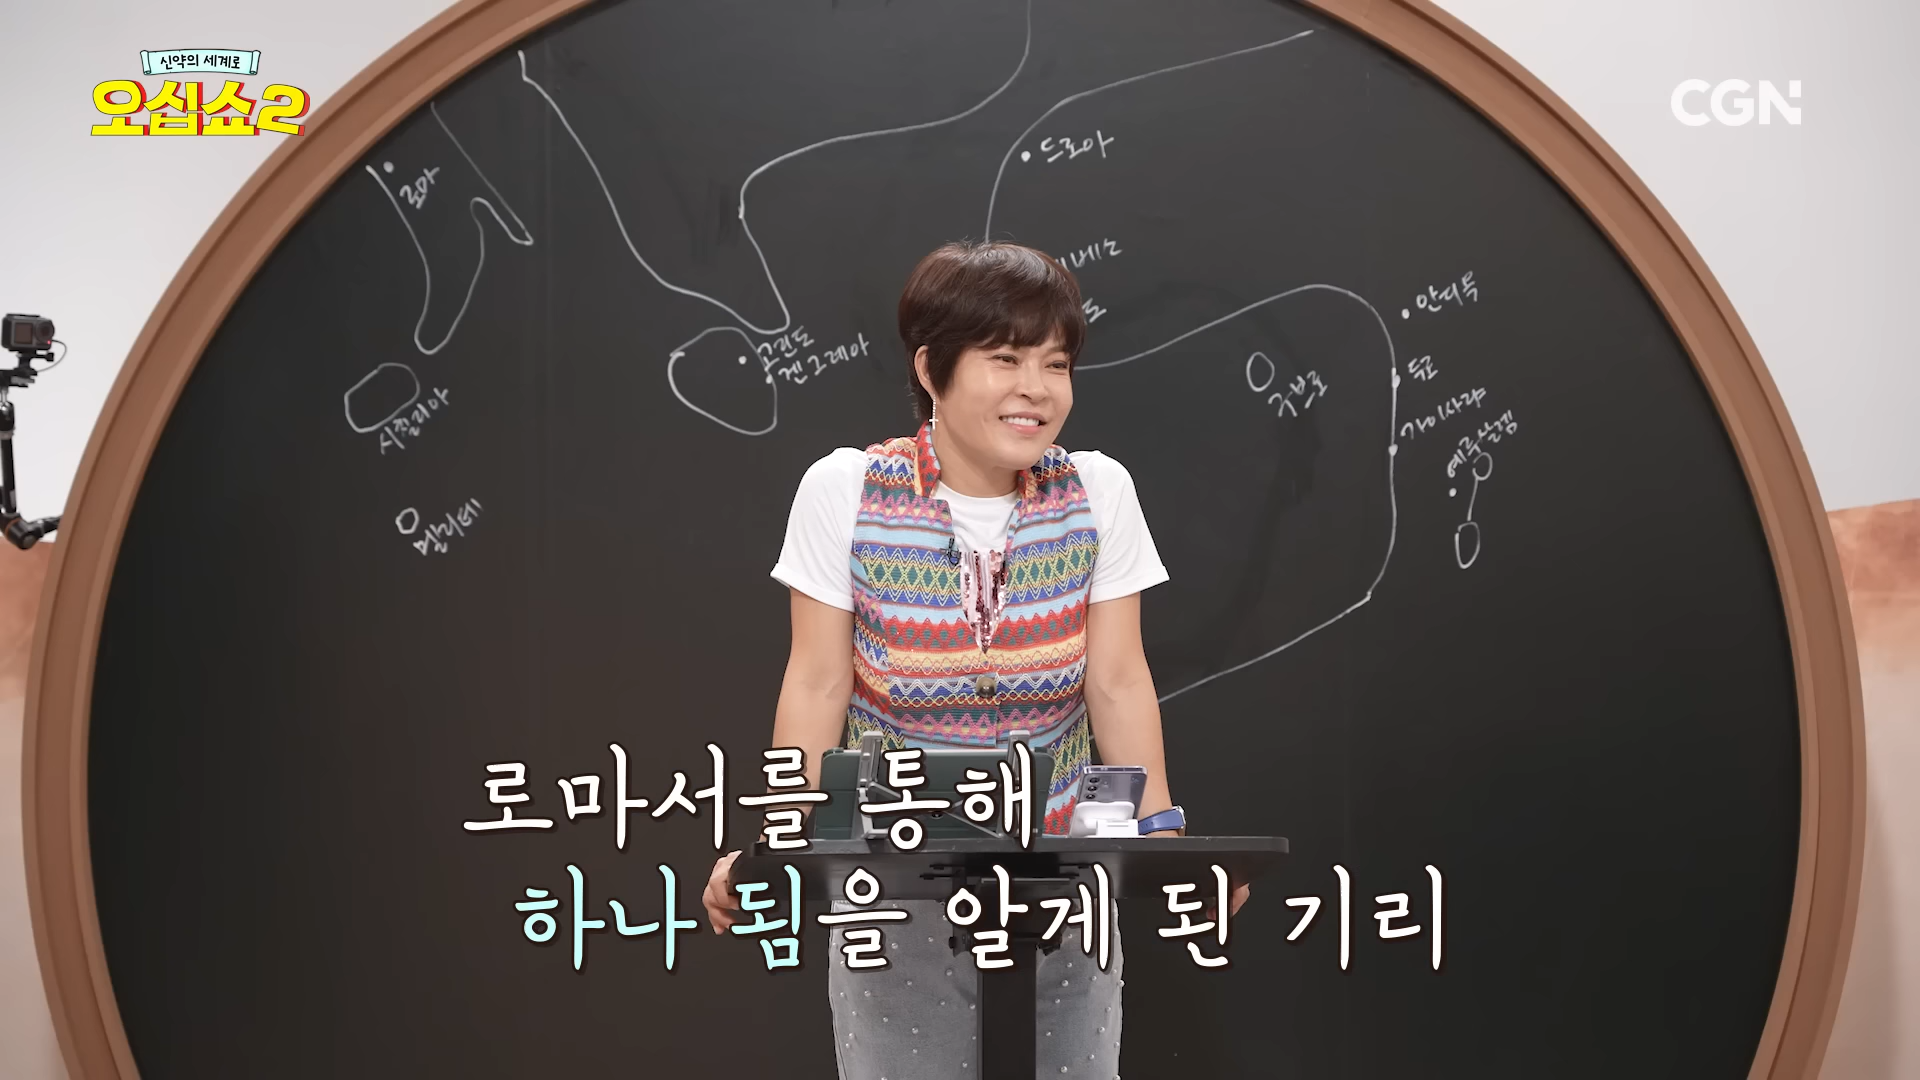 신약의 세계로
오십쇼2
CGN
드로아
로마
베소
안디옥
고린도
겐그레아
도
두로
구브로
가이사랴
시칠리아
예루살렘
멜리데
로마서를 통해
하나 됨을 알게 된 기리